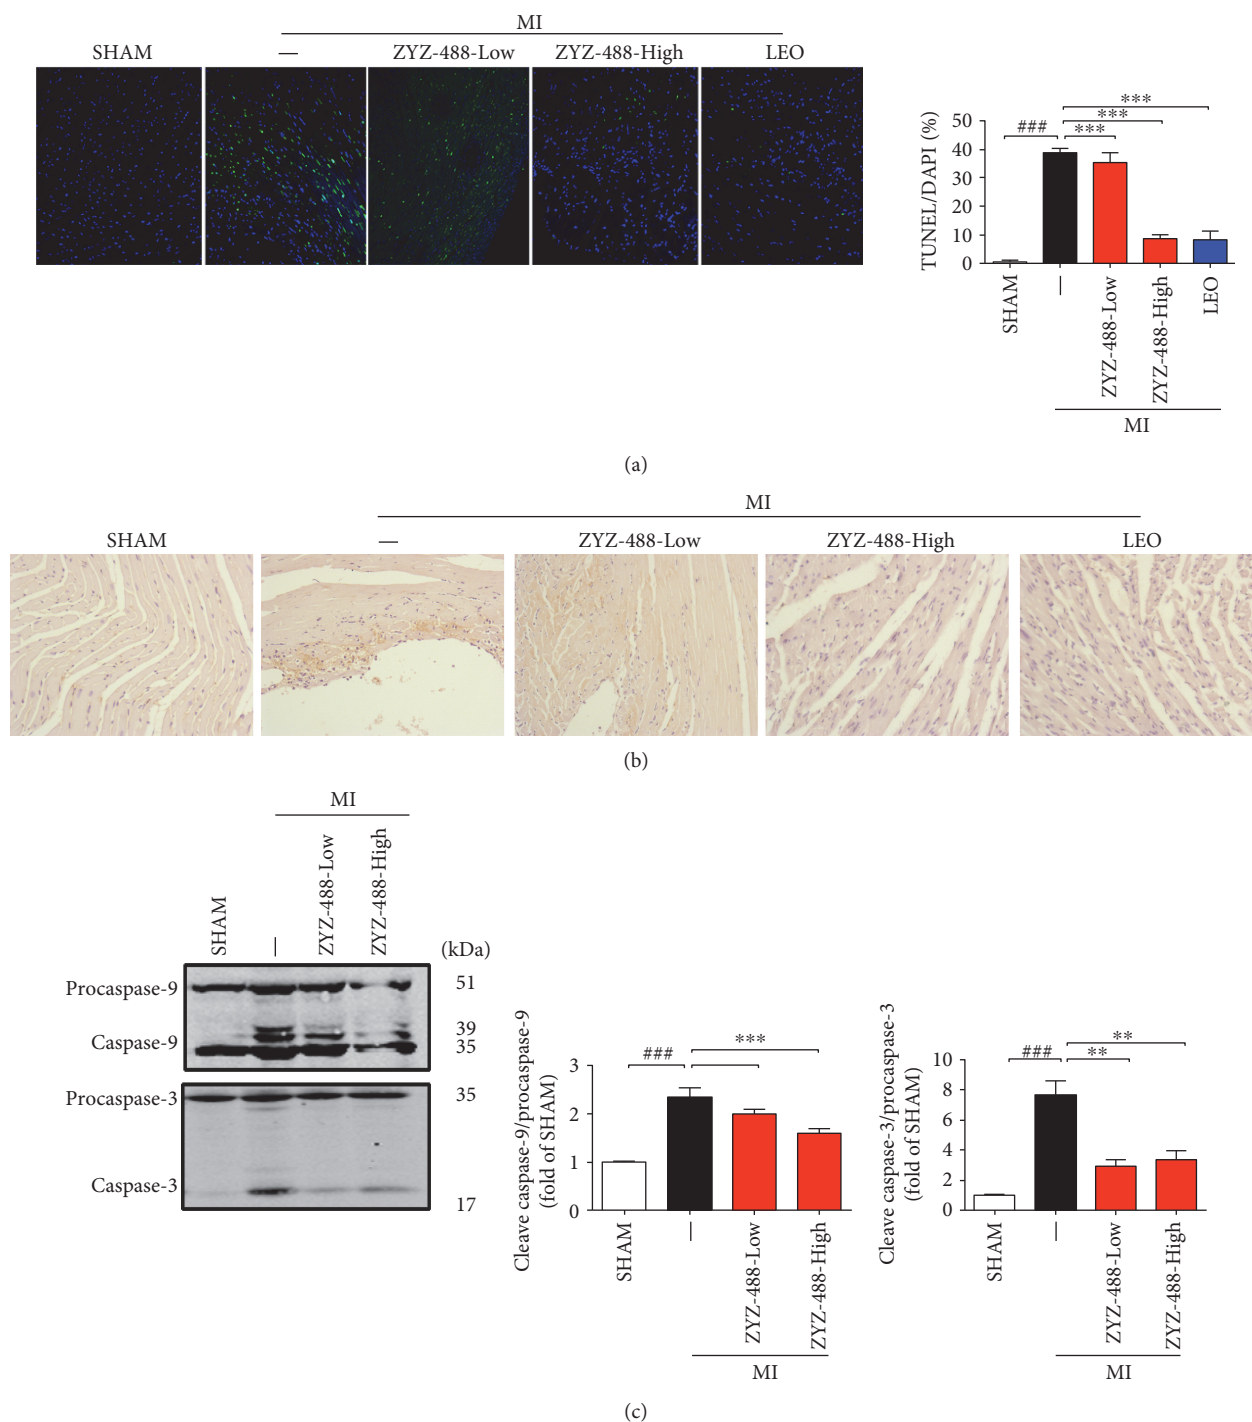 MI
SHAM
—
ZYZ-488-Low
ZYZ-488-High
LEO
TUNEL/DAPI (%)
50
40
30
20
10
0
###
***
***
***
SHAM
—
ZYZ-488-Low
ZYZ-488-High
LEO
MI
(a)
MI
SHAM
—
ZYZ-488-Low
ZYZ-488-High
LEO
(b)
MI
SHAM
—
ZYZ-488-Low
ZYZ-488-High
(kDa)
Procaspase-9
51
39
Caspase-9
35
Procaspase-3
35
Caspase-3
17
Cleave caspase-9/procaspase-9
(fold of SHAM)
3
2
1
0
###
***
SHAM
—
ZYZ-488-Low
ZYZ-488-High
MI
Cleave caspase-3/procaspase-3
(fold of SHAM)
10
8
6
4
2
0
###
**
**
SHAM
—
ZYZ-488-Low
ZYZ-488-High
MI
(c)